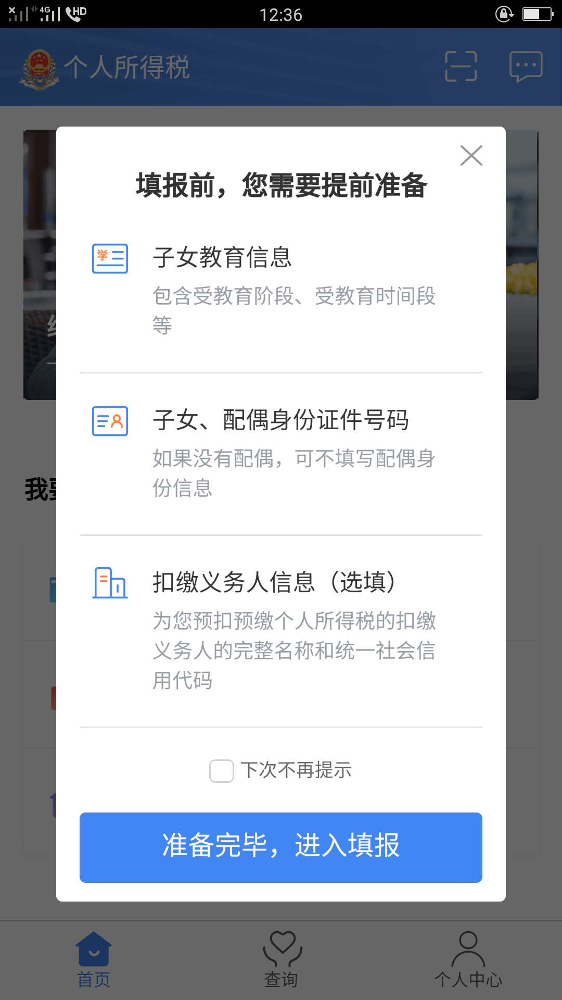 4G HD 12:36
个人所得税
填报前，您需要提前准备
学
子女教育信息
包含受教育阶段、受教育时间段
等
子女、配偶身份证件号码
如果没有配偶，可不填写配偶身
份信息
我
扣缴义务人信息（选填）
为您预扣预缴个人所得税的扣缴
义务人的完整名称和统一社会信
用代码
下次不再提示
准备完毕，进入填报
首页
查询
个人中心